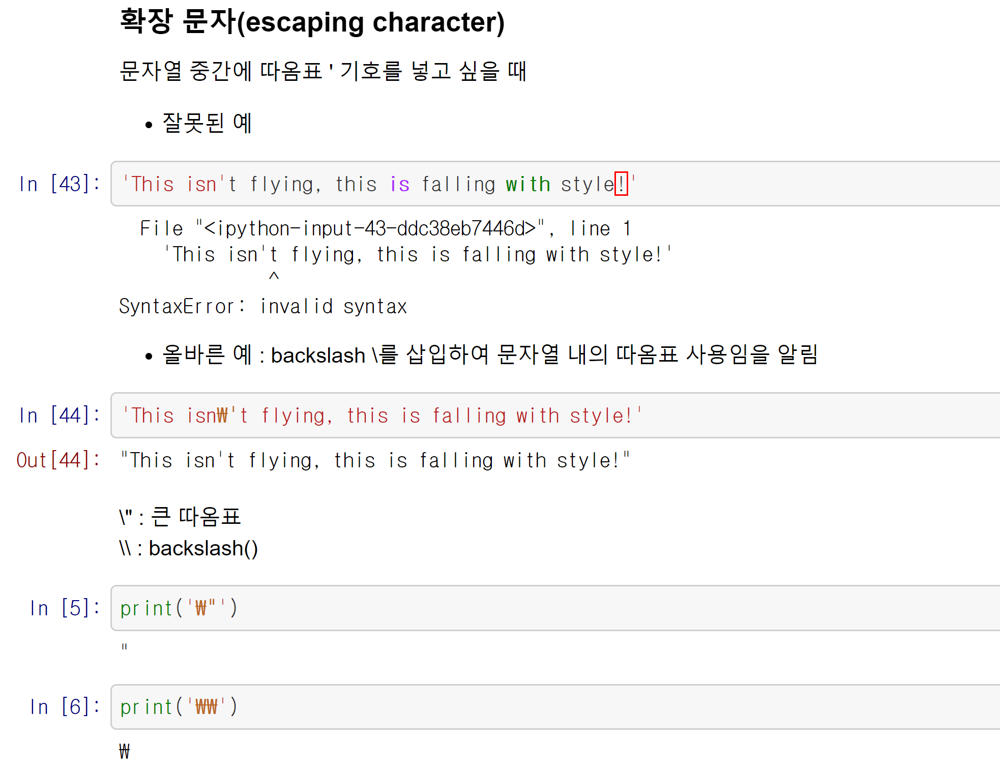 확장 문자(escaping character)
문자열 중간에 따옴표 ' 기호를 넣고 싶을 때
• 잘못된 예
In [43]: 'This isn't flying, this is falling with style!'
File "<ipython-input-43-ddc38eb7446d>", line 1
'This isn't flying, this is falling with style!'
^
SyntaxError: invalid syntax
• 올바른 예 : backslash \를 삽입하여 문자열 내의 따옴표 사용임을 알림
In [44]: 'This isn₩'t flying, this is falling with style!'
Out[44]: "This isn't flying, this is falling with style!"
\" : 큰 따옴표
\\ : backslash()
In [5]: print('₩"')
"
In [6]: print('₩₩')
₩